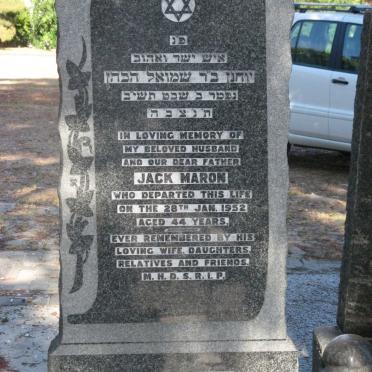 פנ
איש ישר ואהוב
יוחנן ב״ר שמואל הכהן
נפטר ב שבט תשי״ב
ת נ צ ב ה
IN LOVING MEMORY OF
MY BELOVED HUSBAND
AND OUR DEAR FATHER
JACK MARON
WHO DEPARTED THIS LIFE
ON THE 28TH JAN. 1952
AGED 44 YEARS.
EVER REMEMBERED BY HIS
LOVING WIFE, DAUGHTERS,
RELATIVES AND FRIENDS.
M.H.D.S.R.I.P.